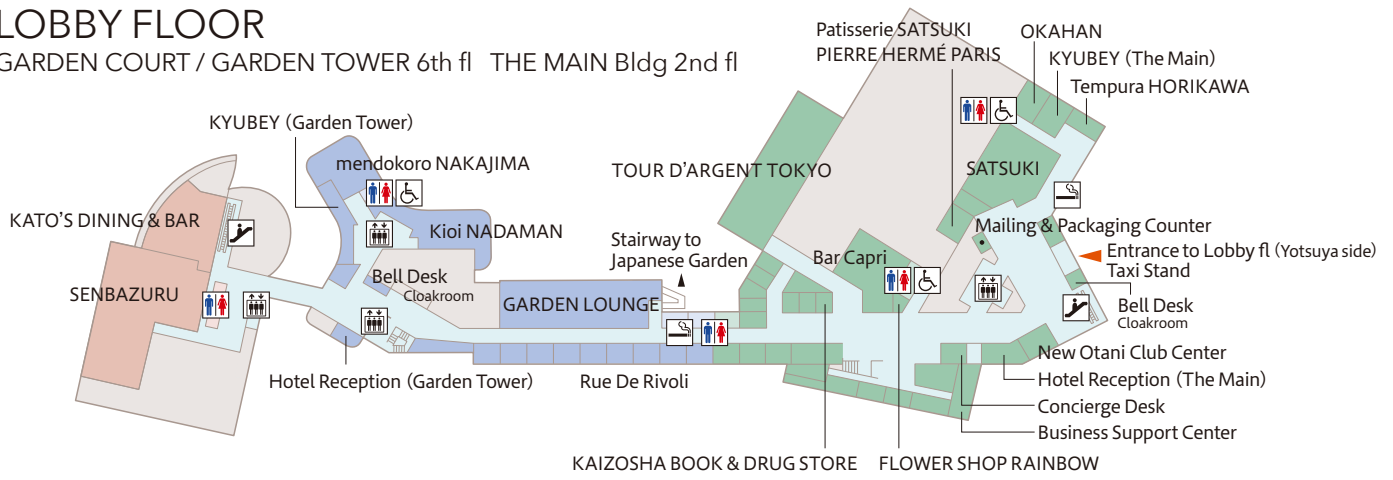 LOBBY FLOOR
GARDEN COURT / GARDEN TOWER 6th fl THE MAIN Bldg 2nd fl
Patisserie SATSUKI
PIERRE HERMÉ PARIS
OKAHAN
KYUBEY (The Main)
Tempura HORIKAWA
KYUBEY (Garden Tower)
mendokoro NAKAJIMA
TOUR D'ARGENT TOKYO
SATSUKI
KATO'S DINING & BAR
Kioi NADAMAN
Stairway to
Japanese Garden
Mailing & Packaging Counter
Bar Capri
Entrance to Lobby fl (Yotsuya side)
Taxi Stand
Bell Desk
Cloakroom
SENBAZURU
GARDEN LOUNGE
Bell Desk
Cloakroom
New Otani Club Center
Hotel Reception (Garden Tower)
Rue De Rivoli
Hotel Reception (The Main)
Concierge Desk
Business Support Center
KAIZOSHA BOOK & DRUG STORE
FLOWER SHOP RAINBOW